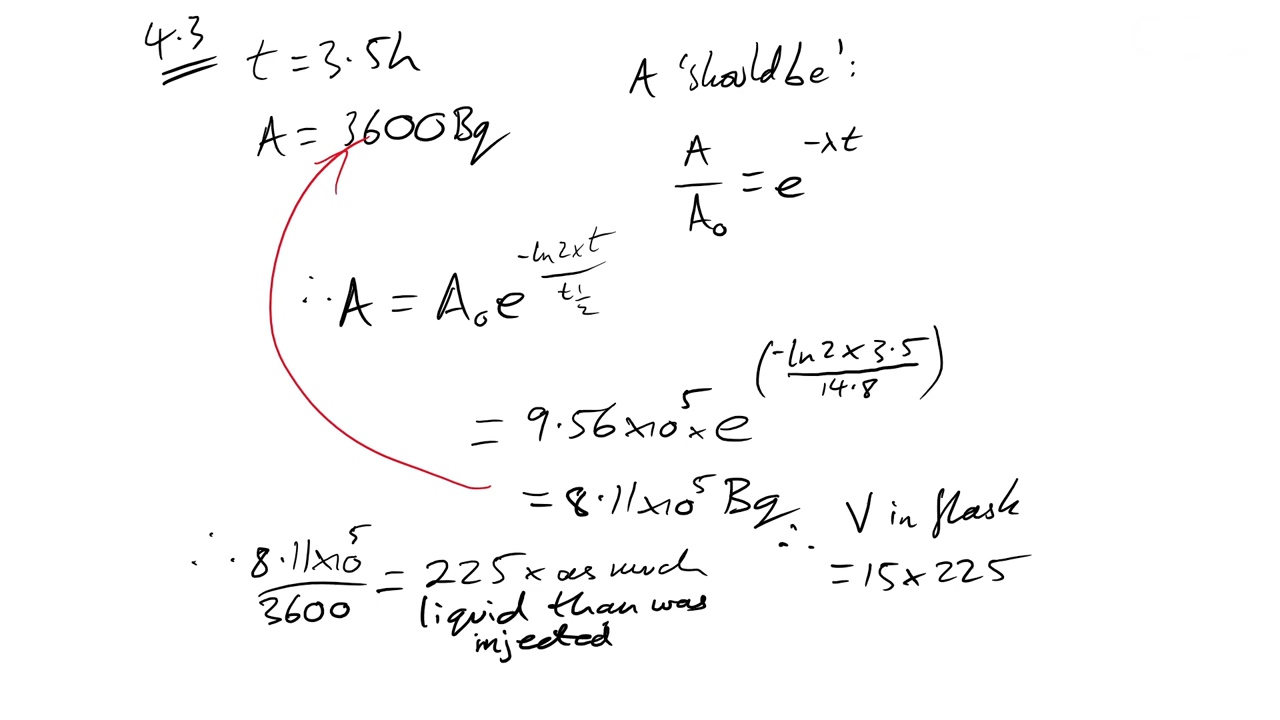 4.3
t = 3.5h
A = 3600Bq
A 'should be':
A/A₀ = e^(-λt)
∴ A = A₀e^(-ln2×t / t½)
= 9.56×10⁵ × e^(-ln2×3.5 / 14.8)
= 8.11×10⁵ Bq
∴ 8.11×10⁵ / 3600 = 225× as much
liquid than was
injected
∴ V in flask
= 15×225